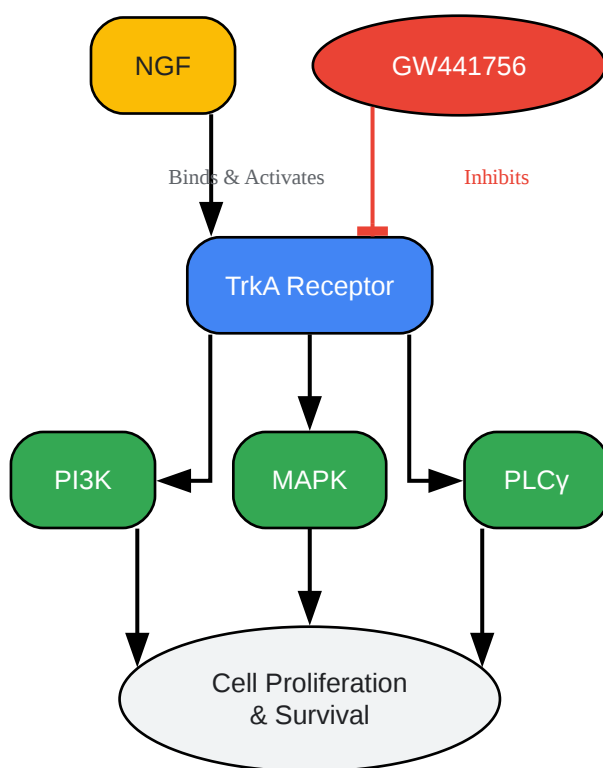 NGF
GW441756
Binds & Activates
Inhibits
TrkA Receptor
PI3K
MAPK
PLCγ
Cell Proliferation
& Survival